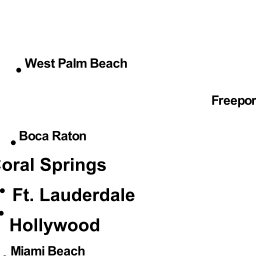 West Palm Beach
Freepor
Boca Raton
oral Springs
Ft. Lauderdale
Hollywood
Miami Beach